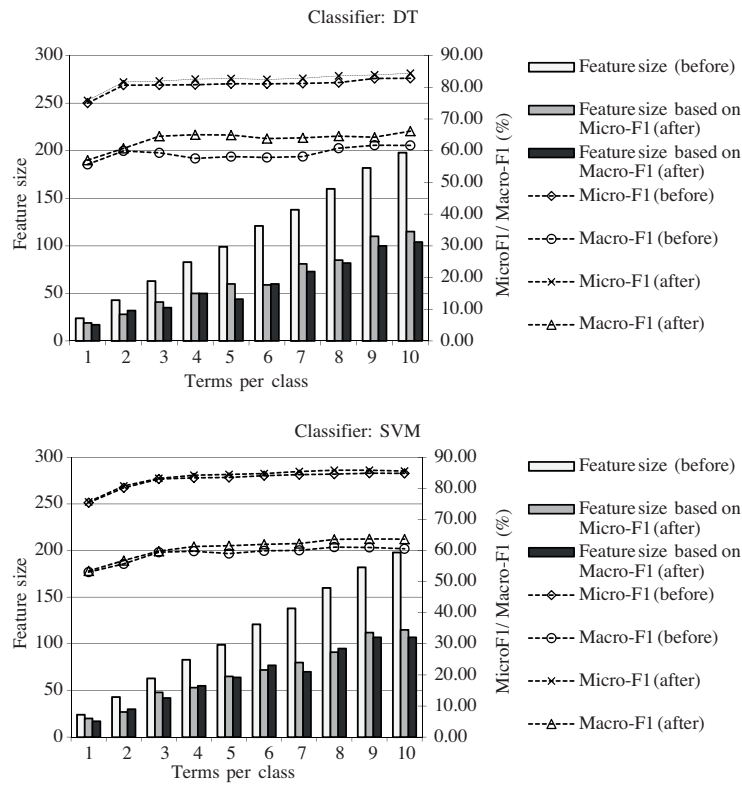 Classifier: DT
300
250
200
150
100
50
0
Feature size
90.00
80.00
70.00
60.00
50.00
40.00
30.00
20.00
10.00
0.00
MicroF1/ Macro-F1 (%)
1 2 3 4 5 6 7 8 9 10
Terms per class
Feature size (before)
Feature size based on
Micro-F1 (after)
Feature size based on
Macro-F1 (after)
Micro-F1 (before)
Macro-F1 (before)
Micro-F1 (after)
Macro-F1 (after)
Classifier: SVM
300
250
200
150
100
50
0
Feature size
90.00
80.00
70.00
60.00
50.00
40.00
30.00
20.00
10.00
0.00
MicroF1/ Macro-F1 (%)
1 2 3 4 5 6 7 8 9 10
Terms per class
Feature size (before)
Feature size based on
Micro-F1 (after)
Feature size based on
Macro-F1 (after)
Micro-F1 (before)
Macro-F1 (before)
Micro-F1 (after)
Macro-F1 (after)